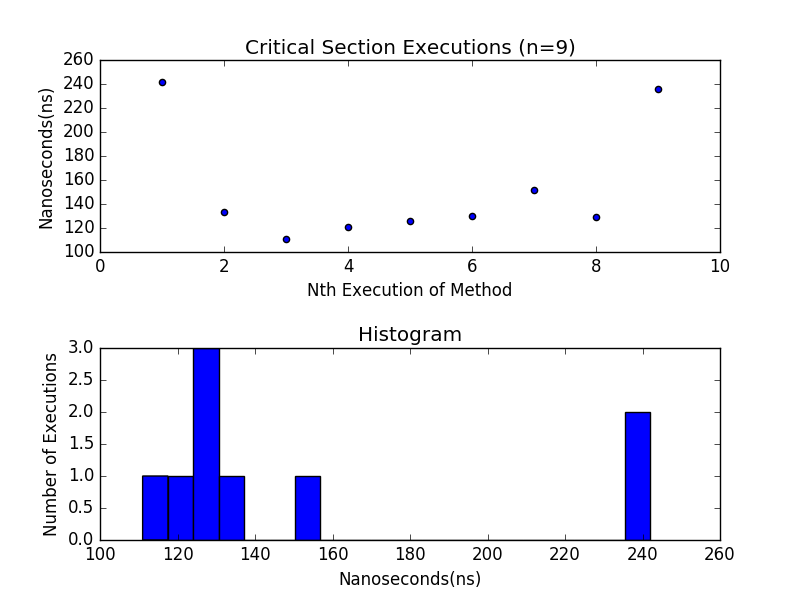 Critical Section Executions (n=9)
260
240
220
200
180
160
140
120
100
Nanoseconds(ns)
0 2 4 6 8 10
Nth Execution of Method
Histogram
3.0
2.5
2.0
1.5
1.0
0.5
0.0
Number of Executions
100 120 140 160 180 200 220 240 260
Nanoseconds(ns)